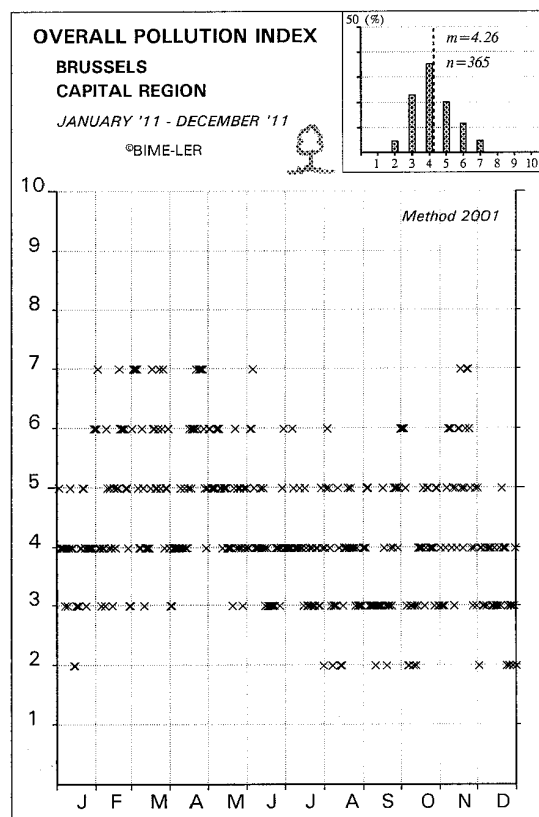 OVERALL POLLUTION INDEX
BRUSSELS
CAPITAL REGION
JANUARY '11 - DECEMBER '11
©BIME-LER
50 (%)
m=4.26
n=365
1 2 3 4 5 6 7 8 9 10
Method 2001
10
9
8
7
6
5
4
3
2
1
J F M A M J J A S O N D